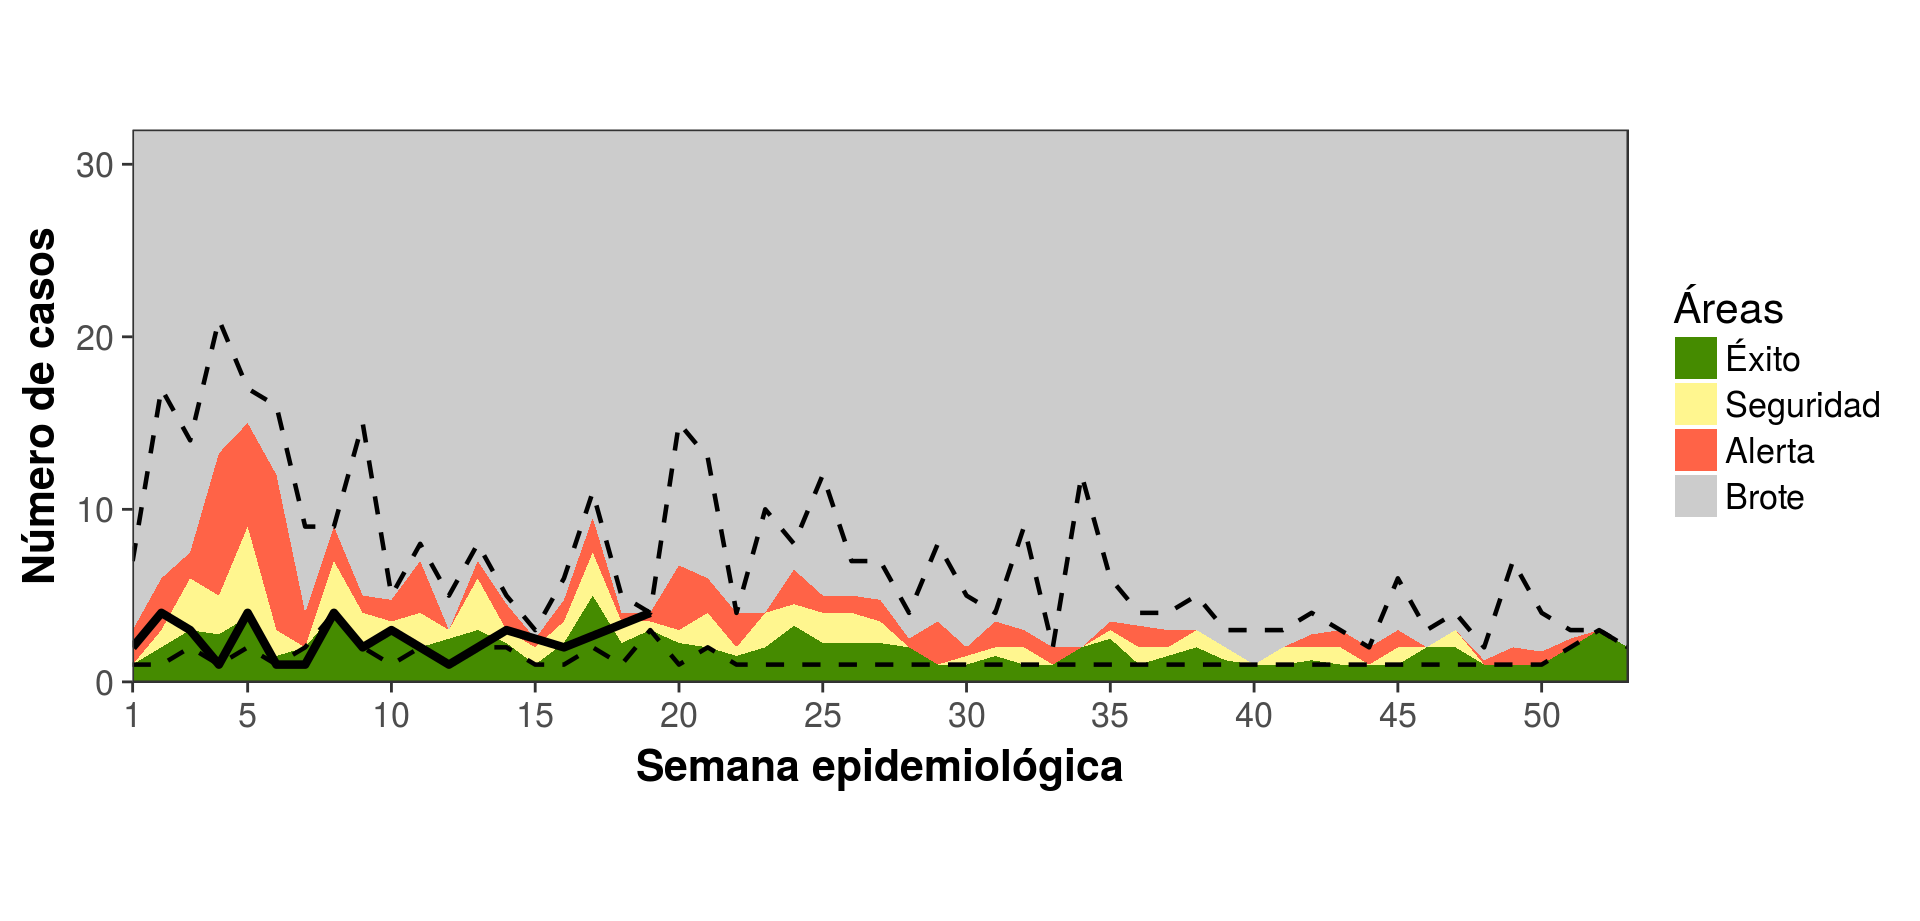 Número de casos
30
20
10
0
1 5 10 15 20 25 30 35 40 45 50
Semana epidemiológica
Áreas
Éxito
Seguridad
Alerta
Brote